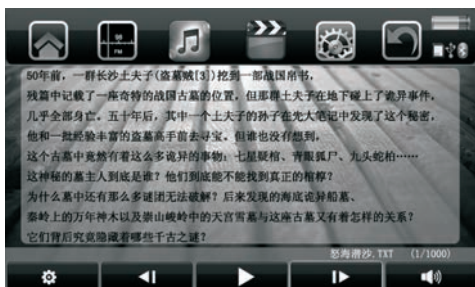 98
FM
50年前，一群长沙土夫子(盗墓贼[3])挖到一部战国帛书，
残篇中记载了一座奇特的战国古墓的位置，但那群土夫子在地下碰上了诡异事件，
几乎全部身亡。五十年后，其中一个土夫子的孙子在先大笔记中发现了这个秘密，
他和一批经验丰富的盗墓高手前去寻宝。但谁也没有想到，
这个古墓中竟然有着这么多诡异的事物：七星疑棺、青眼狐尸、九头蛇柏……
这神秘的墓主人到底是谁？他们到底能不能找到真正的棺椁？
为什么墓中还有那么多谜团无法破解？后来发现的海底诡异船墓、
秦岭上的万年神木以及崇山峻岭中的天宫雪墓与这座古墓又有着怎样的关系？
它们背后究竟隐藏着哪些千古之谜？
怒海潜沙.TXT (1/1000)